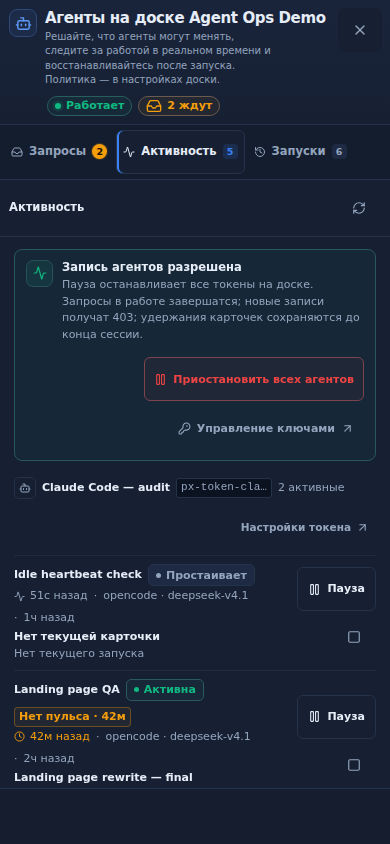 Агенты на доске Agent Ops Demo
Решайте, что агенты могут менять,
следите за работой в реальном времени и
восстанавливайтесь после запуска.
Политика — в настройках доски.
Работает
2 ждут
Запросы 2
Активность 5
Запуски 6
Активность
Запись агентов разрешена
Пауза останавливает все токены на доске.
Запросы в работе завершатся; новые записи
получат 403; удержания карточек сохраняются до
конца сессии.
Приостановить всех агентов
Управление ключами
Claude Code — audit px-token-cla… 2 активные
Настройки токена
Idle heartbeat check Простаивает
Пауза
51с назад · opencode · deepseek-v4.1
· 1ч назад
Нет текущей карточки
Нет текущего запуска
Landing page QA Активна
Пауза
Нет пульса · 42м
42м назад · opencode · deepseek-v4.1
· 2ч назад
Landing page rewrite — final